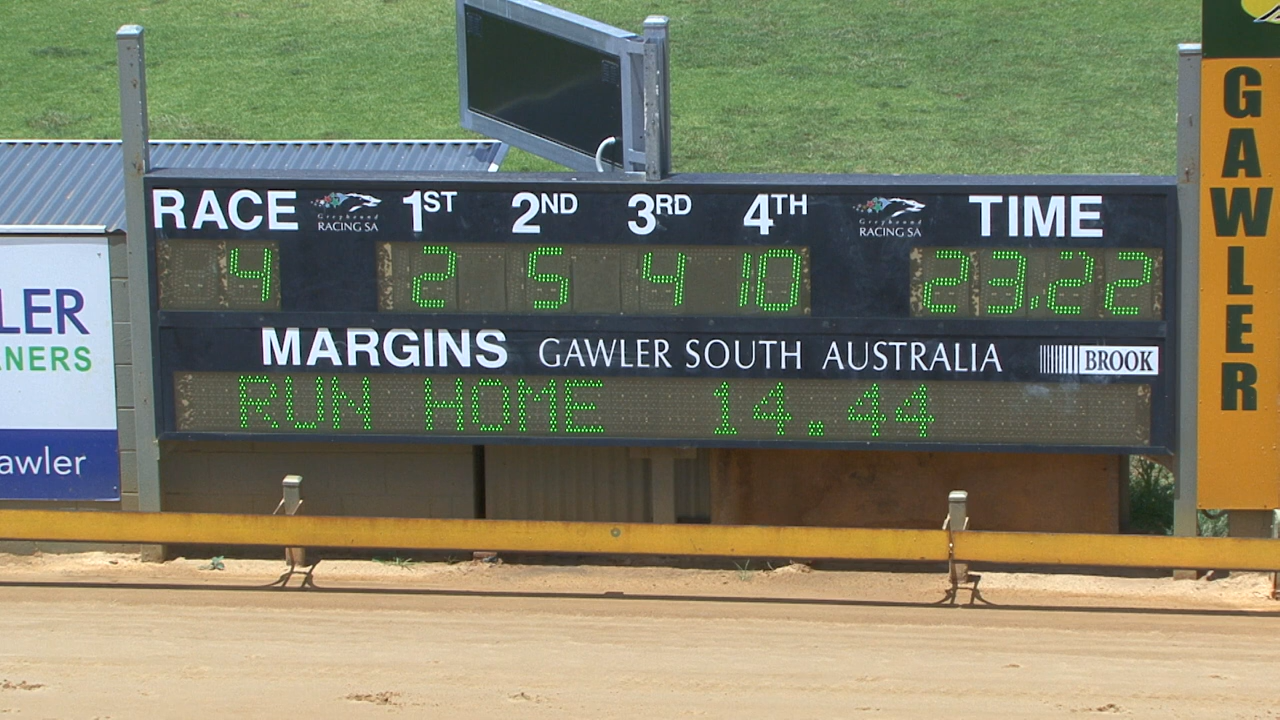 RACE 1ST 2ND 3RD 4TH TIME
Greyhound RACING SA
Greyhound RACING SA
4 2 5 4 10 23.22
MARGINS GAWLER SOUTH AUSTRALIA BROOK
RUN HOME 14.44
LER
NERS
awler
GAWLER